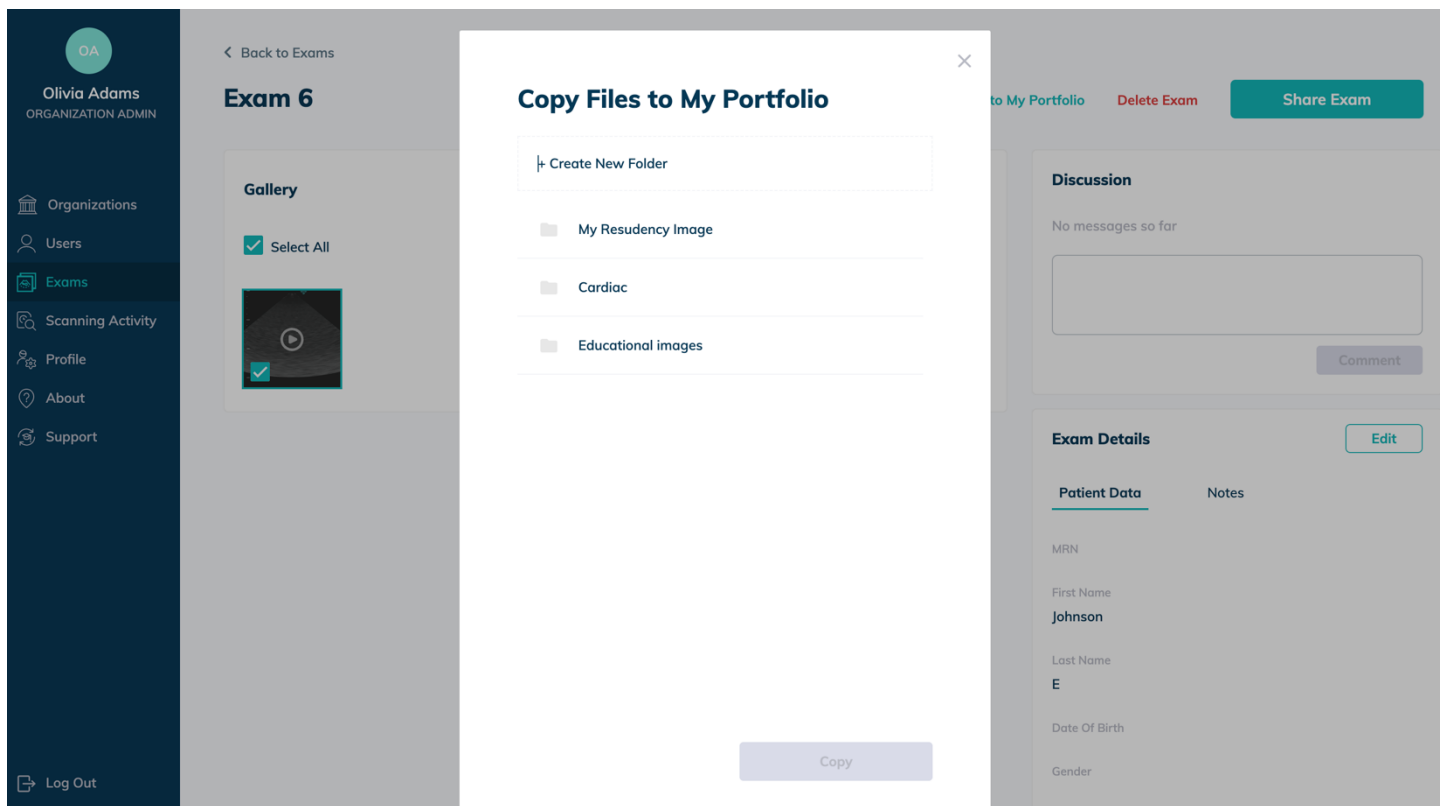 OA
Olivia Adams
ORGANIZATION ADMIN
Organizations
Users
Exams
Scanning Activity
Profile
About
Support
Log Out
Back to Exams
Exam 6
to My Portfolio
Delete Exam
Share Exam
Gallery
Select All
Copy Files to My Portfolio
+ Create New Folder
My Resudency Image
Cardiac
Educational images
Copy
Discussion
No messages so far
Comment
Exam Details
Edit
Patient Data Notes
MRN
First Name
Johnson
Last Name
E
Date Of Birth
Gender